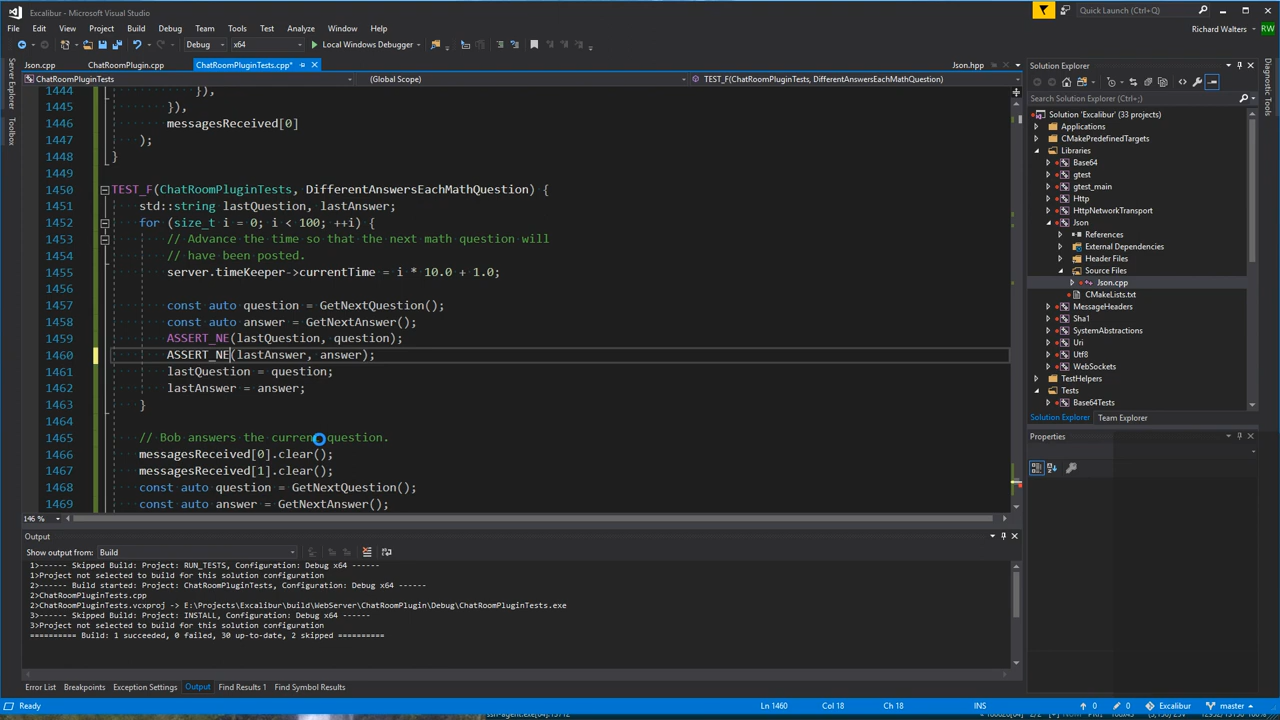 Excalibur - Microsoft Visual Studio
Quick Launch (Ctrl+Q)
File Edit View Project Build Debug Team Tools Test Analyze Window Help
Richard Walters RW
Debug x64 Local Windows Debugger
Json.cpp ChatRoomPlugin.cpp ChatRoomPluginTests.cpp* Json.hpp
ChatRoomPluginTests (Global Scope) TEST_F(ChatRoomPluginTests, DifferentAnswersEachMathQuestion)
Server Explorer
Toolbox
1444 }),
1445 }),
1446 messagesReceived[0]
1447 );
1448 }
1449
1450 TEST_F(ChatRoomPluginTests, DifferentAnswersEachMathQuestion) {
1451 std::string lastQuestion, lastAnswer;
1452 for (size_t i = 0; i < 100; ++i) {
1453 // Advance the time so that the next math question will
1454 // have been posted.
1455 server.timeKeeper->currentTime = i * 10.0 + 1.0;
1456
1457 const auto question = GetNextQuestion();
1458 const auto answer = GetNextAnswer();
1459 ASSERT_NE(lastQuestion, question);
1460 ASSERT_NE(lastAnswer, answer);
1461 lastQuestion = question;
1462 lastAnswer = answer;
1463 }
1464
1465 // Bob answers the current question.
1466 messagesReceived[0].clear();
1467 messagesReceived[1].clear();
1468 const auto question = GetNextQuestion();
1469 const auto answer = GetNextAnswer();
146 %
Solution Explorer
Search Solution Explorer (Ctrl+;)
Solution 'Excalibur' (33 projects)
Applications
CMakePredefinedTargets
Libraries
Base64
gtest
gtest_main
Http
HttpNetworkTransport
Json
References
External Dependencies
Header Files
Source Files
Json.cpp
CMakeLists.txt
MessageHeaders
Sha1
SystemAbstractions
Uri
Utf8
WebSockets
TestHelpers
Tests
Base64Tests
Solution Explorer Team Explorer
Properties
Diagnostic Tools
Output
Show output from: Build
1>------ Skipped Build: Project: RUN_TESTS, Configuration: Debug x64 ------
1>Project not selected to build for this solution configuration
2>------ Build started: Project: ChatRoomPluginTests, Configuration: Debug x64 ------
2>ChatRoomPluginTests.cpp
2>ChatRoomPluginTests.vcxproj -> E:\Projects\Excalibur\build\WebServer\ChatRoomPlugin\Debug\ChatRoomPluginTests.exe
3>------ Skipped Build: Project: INSTALL, Configuration: Debug x64 ------
3>Project not selected to build for this solution configuration
========== Build: 1 succeeded, 0 failed, 30 up-to-date, 2 skipped ==========
Error List Breakpoints Exception Settings Output Find Results 1 Find Symbol Results
Ready Ln 1460 Col 18 Ch 18 INS 0 0 Excalibur master